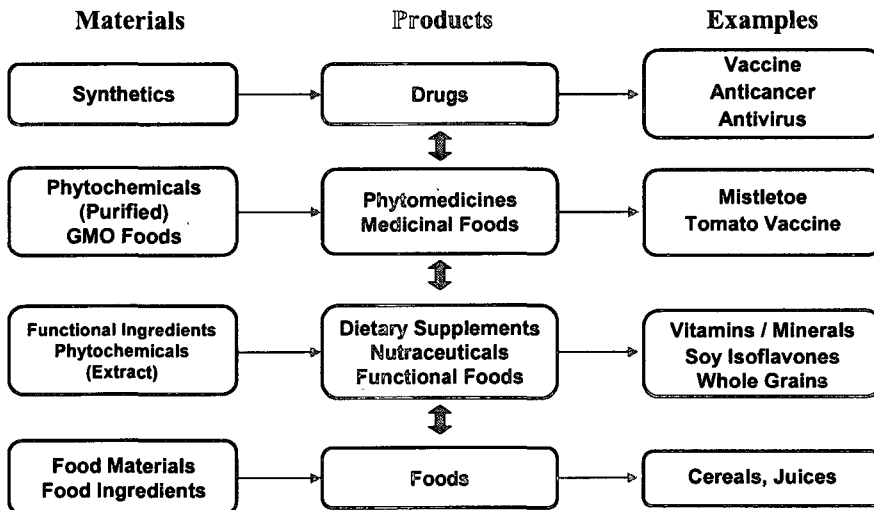 Materials Products Examples
Synthetics
Drugs
Vaccine
Anticancer
Antivirus
Phytochemicals
(Purified)
GMO Foods
Phytomedicines
Medicinal Foods
Mistletoe
Tomato Vaccine
Functional Ingredients
Phytochemicals
(Extract)
Dietary Supplements
Nutraceuticals
Functional Foods
Vitamins / Minerals
Soy Isoflavones
Whole Grains
Food Materials
Food Ingredients
Foods
Cereals, Juices